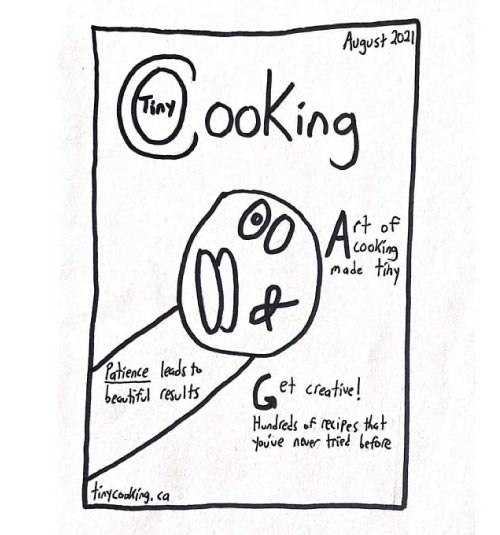 August 2021
Tiny
Cooking
Art of
cooking
made tiny
Patience leads to
beautiful results
Get creative!
Hundreds of recipes that
you've never tried before
tinycooking.ca